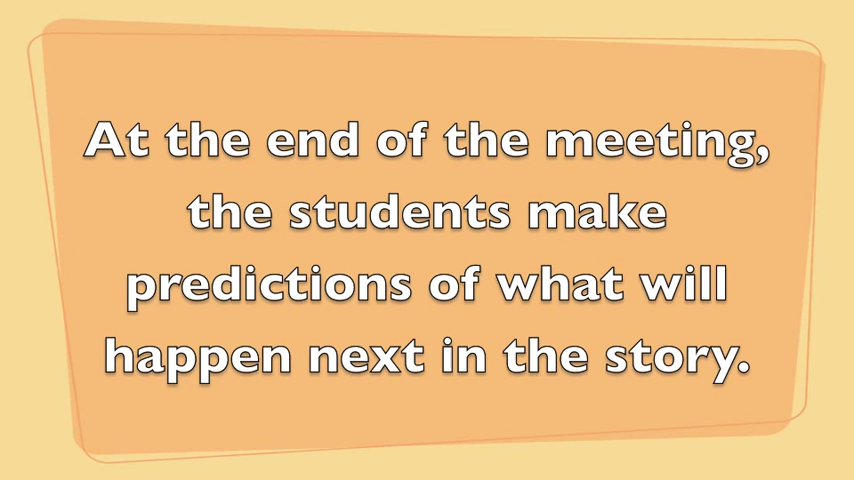 At the end of the meeting,
the students make
predictions of what will
happen next in the story.